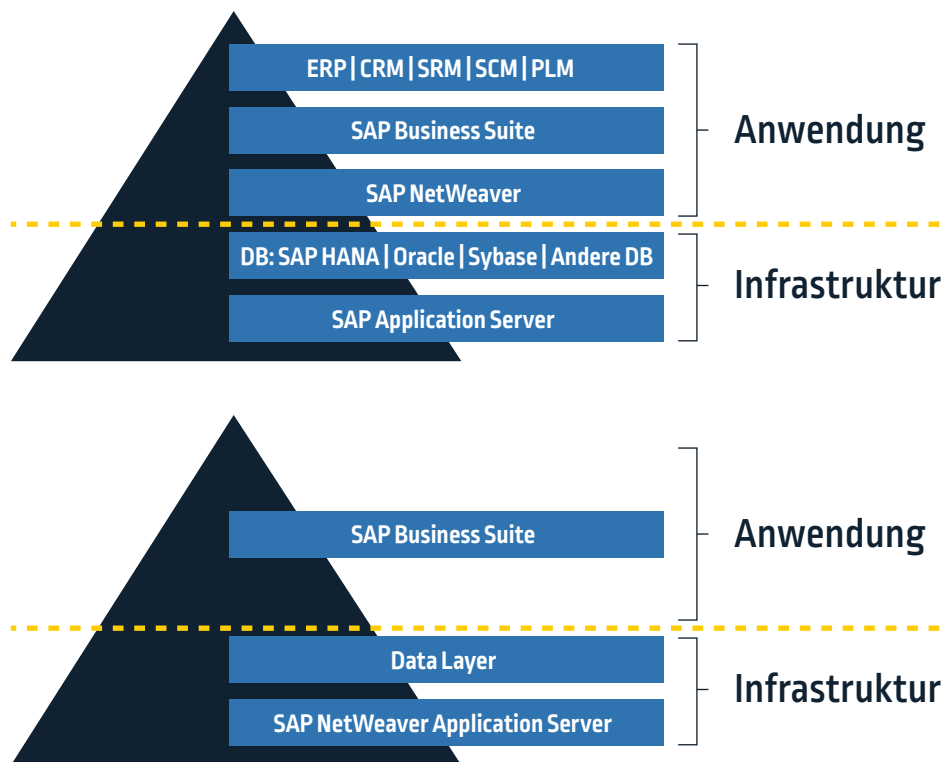 ERP | CRM | SRM | SCM | PLM
SAP Business Suite
SAP NetWeaver
Anwendung
DB: SAP HANA | Oracle | Sybase | Andere DB
SAP Application Server
Infrastruktur
SAP Business Suite
Anwendung
Data Layer
SAP NetWeaver Application Server
Infrastruktur